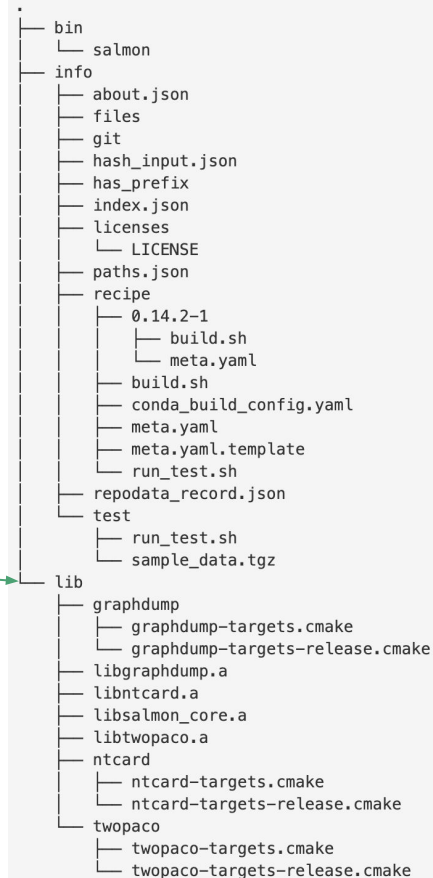 .
├── bin
│   └── salmon
├── info
│   ├── about.json
│   ├── files
│   ├── git
│   ├── hash_input.json
│   ├── has_prefix
│   ├── index.json
│   ├── licenses
│   │   └── LICENSE
│   ├── paths.json
│   ├── recipe
│   │   ├── 0.14.2-1
│   │   │   ├── build.sh
│   │   │   └── meta.yaml
│   │   ├── build.sh
│   │   ├── conda_build_config.yaml
│   │   ├── meta.yaml
│   │   ├── meta.yaml.template
│   │   └── run_test.sh
│   ├── repodata_record.json
│   └── test
│       ├── run_test.sh
│       └── sample_data.tgz
└── lib
    ├── graphdump
    │   ├── graphdump-targets.cmake
    │   └── graphdump-targets-release.cmake
    ├── libgraphdump.a
    ├── libntcard.a
    ├── libsalmon_core.a
    ├── libtwopaco.a
    ├── ntcard
    │   ├── ntcard-targets.cmake
    │   └── ntcard-targets-release.cmake
    └── twopaco
        ├── twopaco-targets.cmake
        └── twopaco-targets-release.cmake